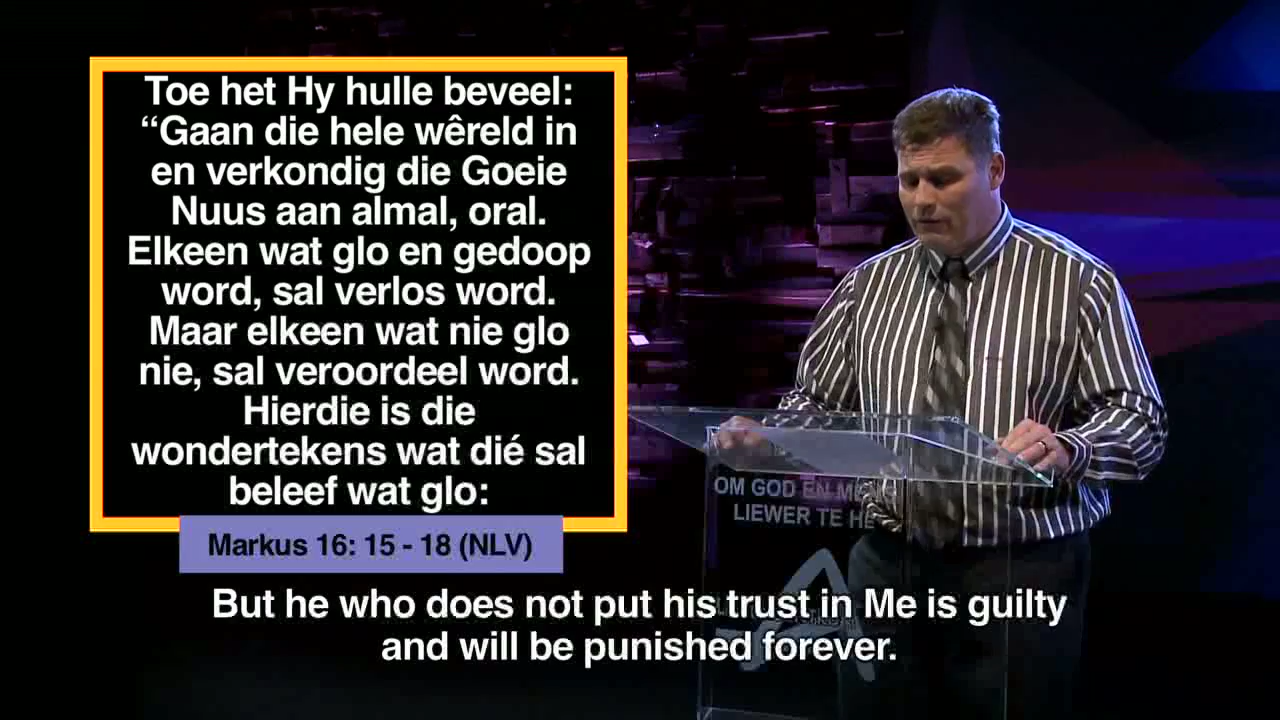 Toe het Hy hulle beveel:
“Gaan die hele wêreld in
en verkondig die Goeie
Nuus aan almal, oral.
Elkeen wat glo en gedoop
word, sal verlos word.
Maar elkeen wat nie glo
nie, sal veroordeel word.
Hierdie is die
wondertekens wat dié sal
beleef wat glo:
Markus 16: 15 - 18 (NLV)
OM GOD EN
LIEWER TE
But he who does not put his trust in Me is guilty
and will be punished forever.